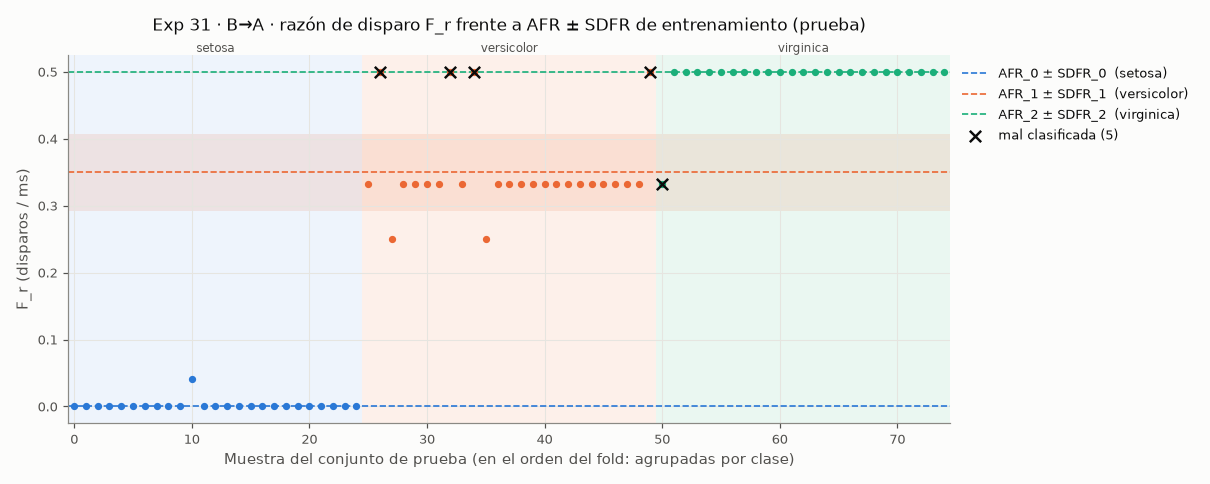 Exp 31 · B→A · razón de disparo F_r frente a AFR ± SDFR de entrenamiento (prueba)
setosa
versicolor
virginica
AFR_0 ± SDFR_0 (setosa)
AFR_1 ± SDFR_1 (versicolor)
AFR_2 ± SDFR_2 (virginica)
mal clasificada (5)
F_r (disparos / ms)
0.5
0.4
0.3
0.2
0.1
0.0
0
10
20
30
40
50
60
70
Muestra del conjunto de prueba (en el orden del fold: agrupadas por clase)